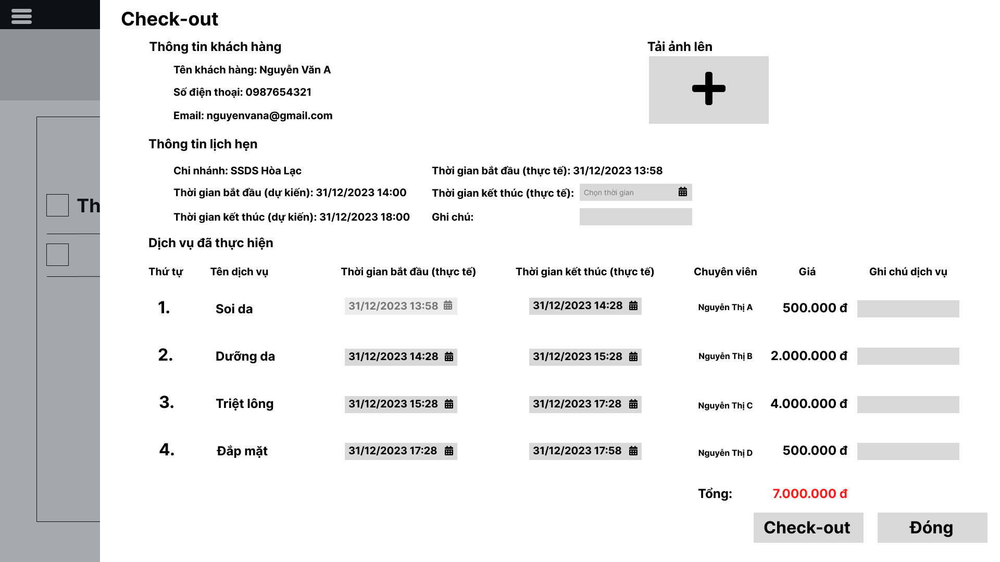 Check-out
Thông tin khách hàng
Tải ảnh lên
Tên khách hàng: Nguyễn Văn A
Số điện thoại: 0987654321
Email: nguyenvana@gmail.com
Thông tin lịch hẹn
Chi nhánh: SSDS Hòa Lạc
Thời gian bắt đầu (thực tế): 31/12/2023 13:58
Thời gian bắt đầu (dự kiến): 31/12/2023 14:00
Thời gian kết thúc (thực tế): Chọn thời gian
Th
Thời gian kết thúc (dự kiến): 31/12/2023 18:00
Ghi chú:
Dịch vụ đã thực hiện
Thứ tự Tên dịch vụ Thời gian bắt đầu (thực tế) Thời gian kết thúc (thực tế) Chuyên viên Giá Ghi chú dịch vụ
1. Soi da 31/12/2023 13:58 31/12/2023 14:28 Nguyễn Thị A 500.000 đ
2. Dưỡng da 31/12/2023 14:28 31/12/2023 15:28 Nguyễn Thị B 2.000.000 đ
3. Triệt lông 31/12/2023 15:28 31/12/2023 17:28 Nguyễn Thị C 4.000.000 đ
4. Đắp mặt 31/12/2023 17:28 31/12/2023 17:58 Nguyễn Thị D 500.000 đ
Tổng: 7.000.000 đ
Check-out Đóng